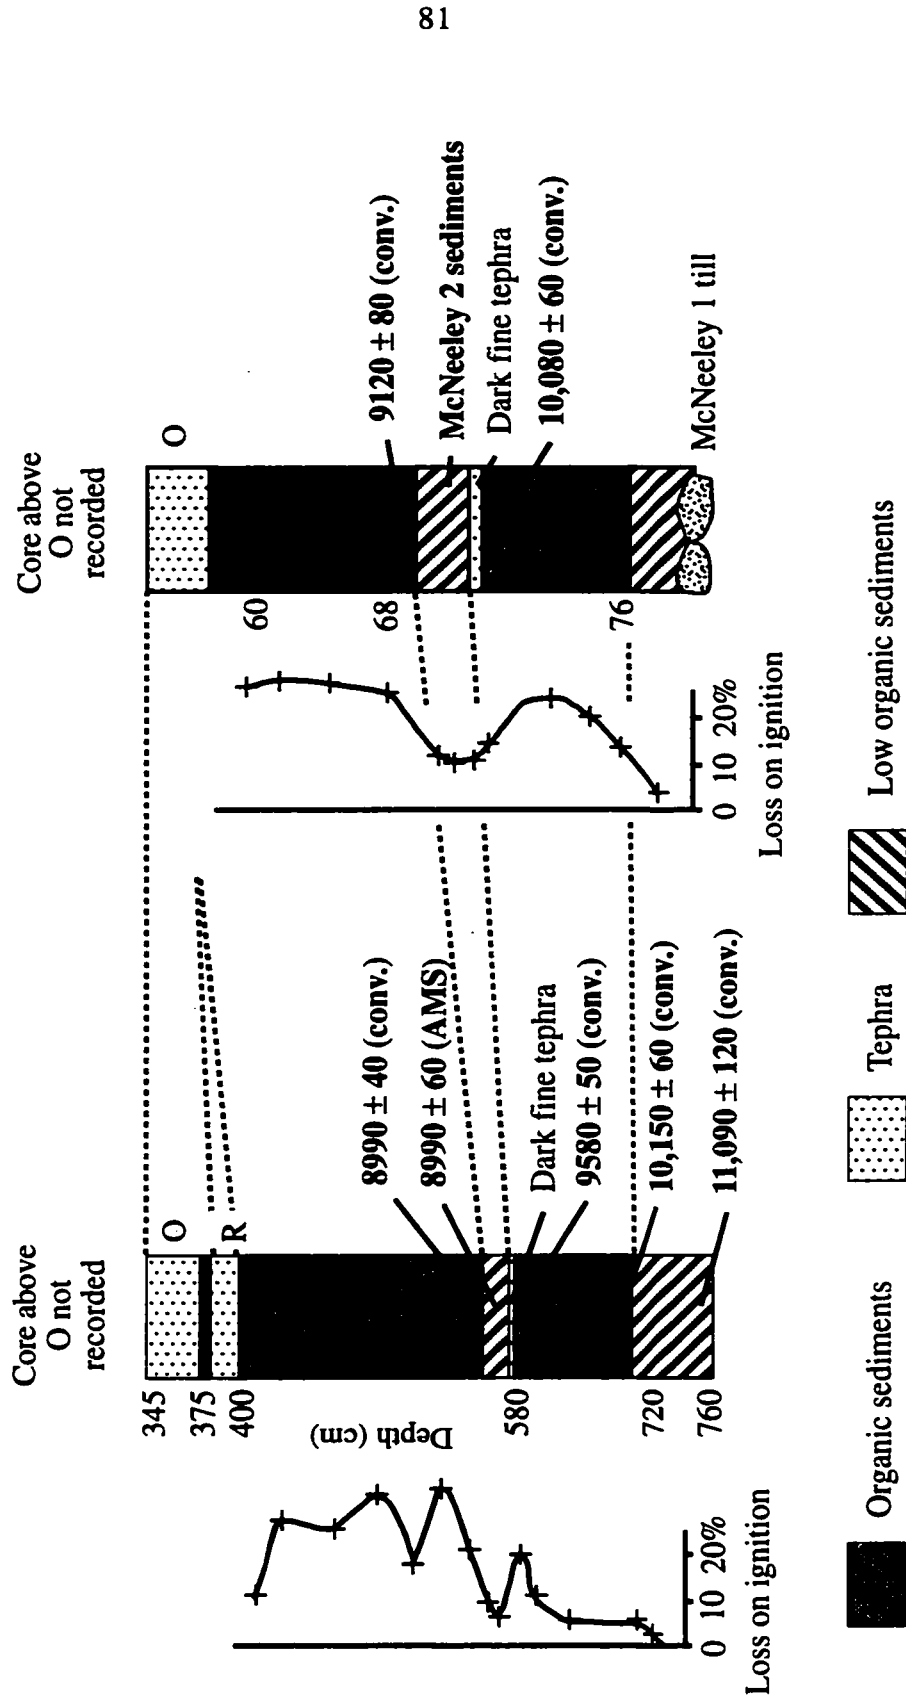 81
Core above
O not
recorded
345
375
400
Depth (cm)
580
720
760
O
R
8990 ± 40 (conv.)
8990 ± 60 (AMS)
Dark fine tephra
9580 ± 50 (conv.)
10,150 ± 60 (conv.)
11,090 ± 120 (conv.)
0 10 20%
Loss on ignition
Core above
O not
recorded
60
68
76
O
9120 ± 80 (conv.)
McNeeley 2 sediments
Dark fine tephra
10,080 ± 60 (conv.)
McNeeley 1 till
0 10 20%
Loss on ignition
Organic sediments
Tephra
Low organic sediments